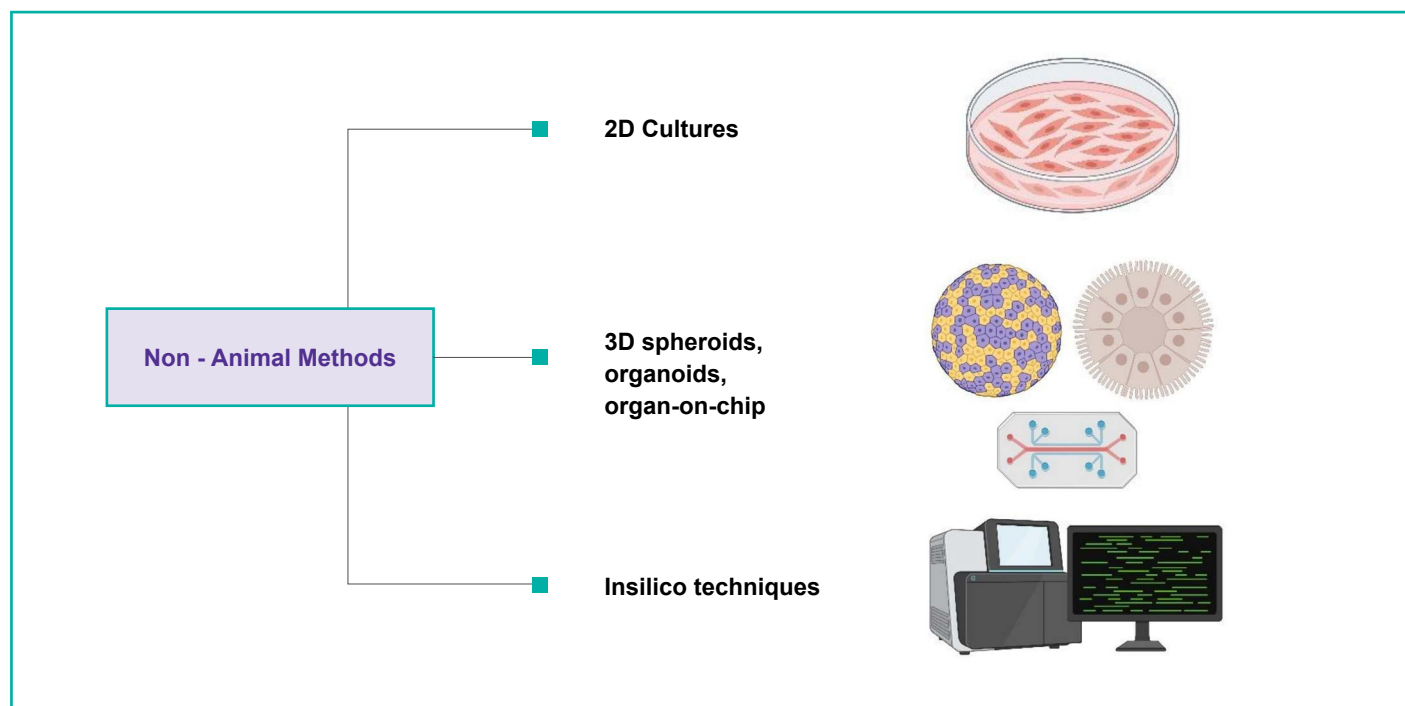 2D Cultures
Non - Animal Methods
3D spheroids,
organoids,
organ-on-chip
Insilico techniques